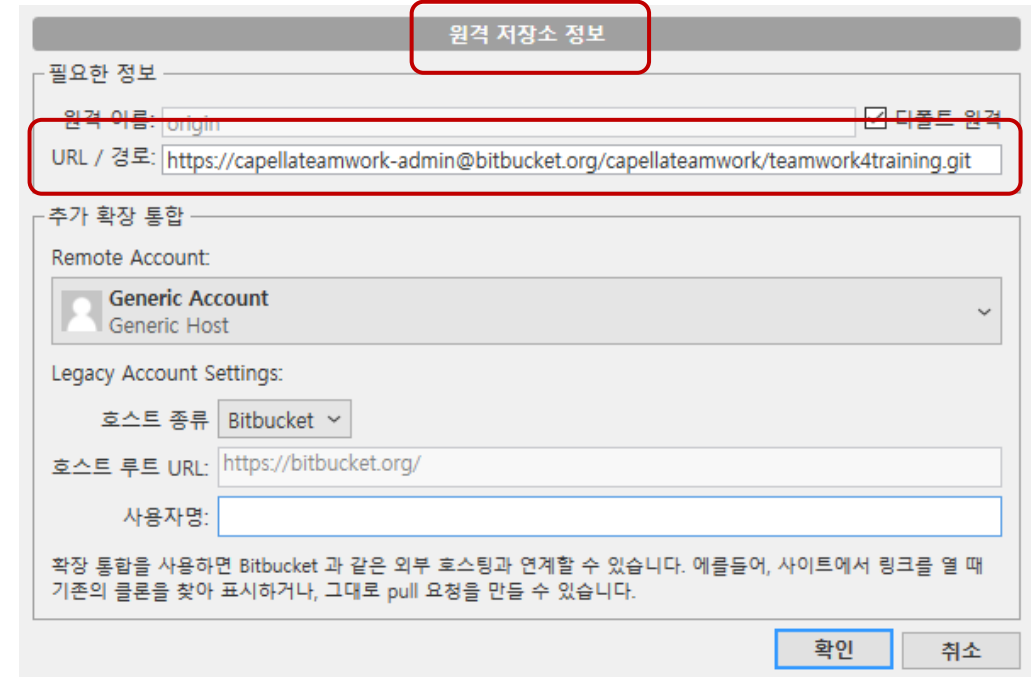 원격 저장소 정보
필요한 정보
원격 이름: origin 디폴트 원격
URL / 경로: https://capellateamwork-admin@bitbucket.org/capellateamwork/teamwork4training.git
추가 확장 통합
Remote Account:
Generic Account
Generic Host
Legacy Account Settings:
호스트 종류 Bitbucket
호스트 루트 URL: https://bitbucket.org/
사용자명:
확장 통합을 사용하면 Bitbucket 과 같은 외부 호스팅과 연계할 수 있습니다. 에를들어, 사이트에서 링크를 열 때
기존의 클론을 찾아 표시하거나, 그대로 pull 요청을 만들 수 있습니다.
확인 취소